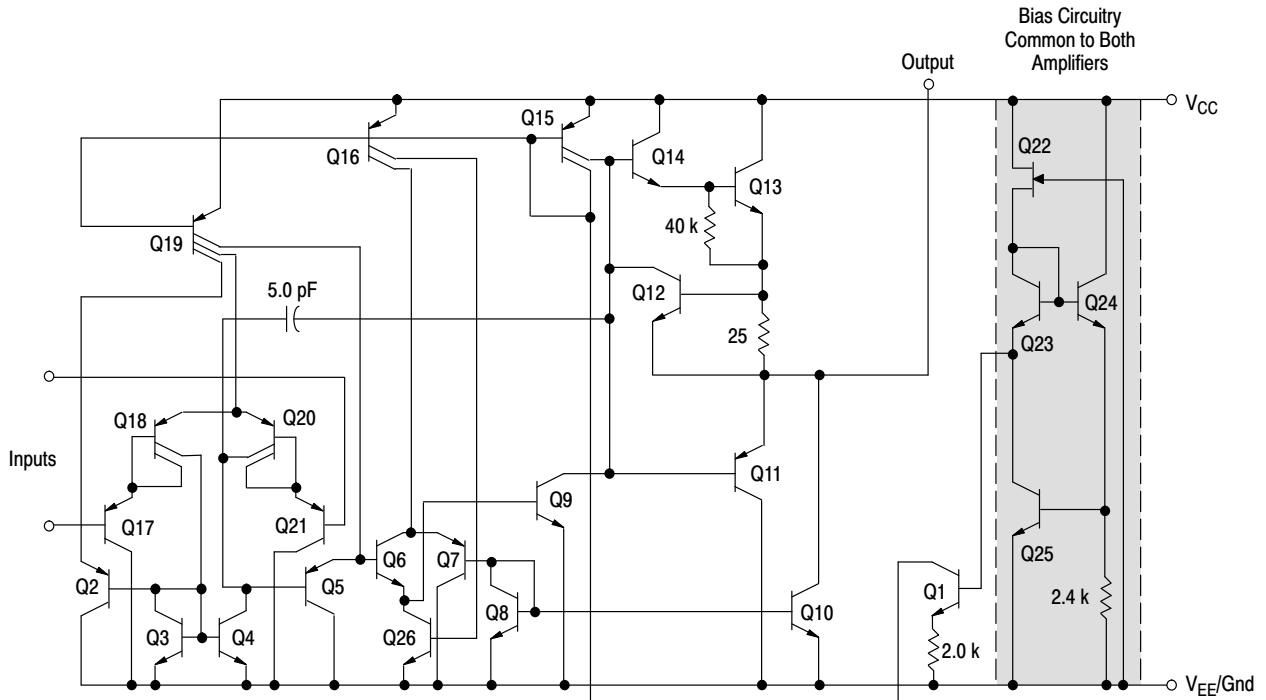 Bias Circuitry
Common to Both
Amplifiers
Output
VCC
Q15
Q22
Q16
Q14
Q13
40 k
Q19
5.0 pF
Q12
Q24
Q23
25
Q18
Q20
Inputs
Q11
Q9
Q17
Q21
Q6
Q7
Q25
Q2
Q5
Q1
2.4 k
Q8
Q10
Q3
Q4
Q26
2.0 k
VEE/Gnd